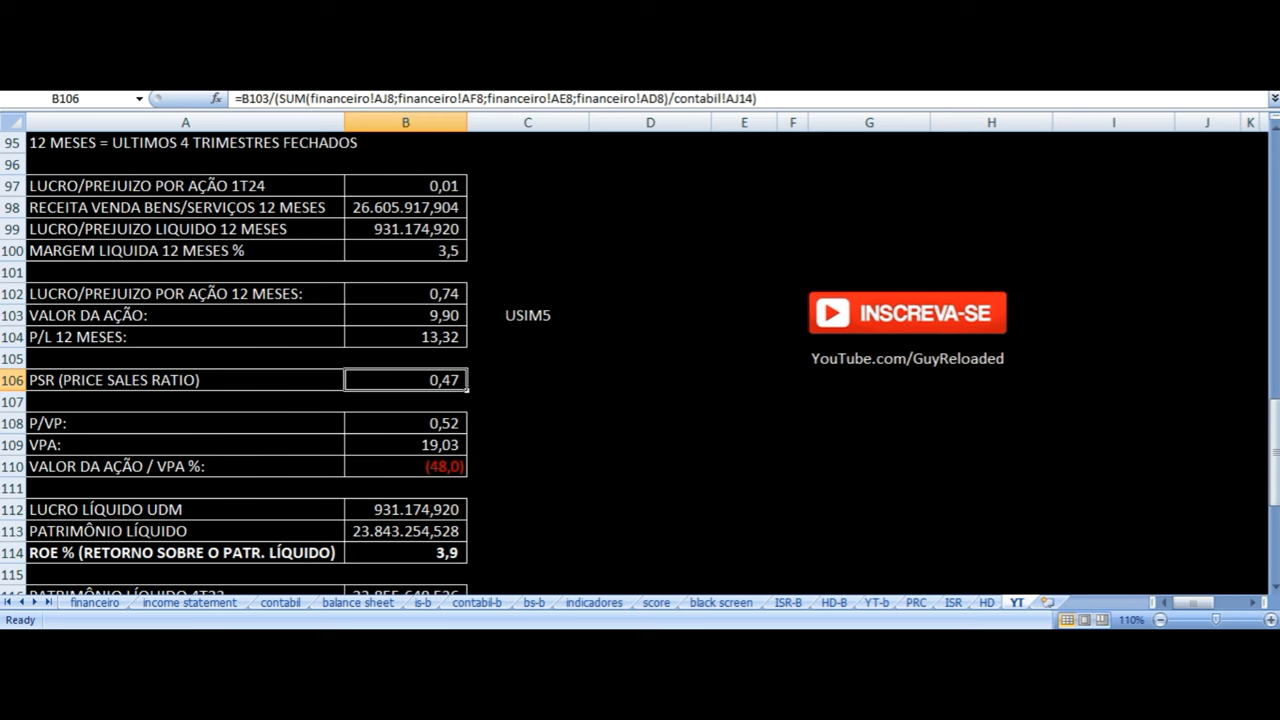 B106 fx =B103/(SUM(financeiro!AJ8;financeiro!AF8;financeiro!AE8;financeiro!AD8)/contabil!AJ14)
A B C D E F G H I J K
95 12 MESES = ULTIMOS 4 TRIMESTRES FECHADOS
96
97 LUCRO/PREJUIZO POR AÇÃO 1T24 0,01
98 RECEITA VENDA BENS/SERVIÇOS 12 MESES 26.605.917,904
99 LUCRO/PREJUIZO LIQUIDO 12 MESES 931.174,920
100 MARGEM LIQUIDA 12 MESES % 3,5
101
102 LUCRO/PREJUIZO POR AÇÃO 12 MESES: 0,74
103 VALOR DA AÇÃO: 9,90 USIM5 INSCREVA-SE
104 P/L 12 MESES: 13,32
105 YouTube.com/GuyReloaded
106 PSR (PRICE SALES RATIO) 0,47
107
108 P/VP: 0,52
109 VPA: 19,03
110 VALOR DA AÇÃO / VPA %: (48,0)
111
112 LUCRO LÍQUIDO UDM 931.174,920
113 PATRIMÔNIO LÍQUIDO 23.843.254,528
114 ROE % (RETORNO SOBRE O PATR. LÍQUIDO) 3,9
115
financeiro income statement contabil balance sheet is-b contabil-b bs-b indicadores score black screen ISR-B HD-B YT-b PRC ISR HD YT
Ready 110%